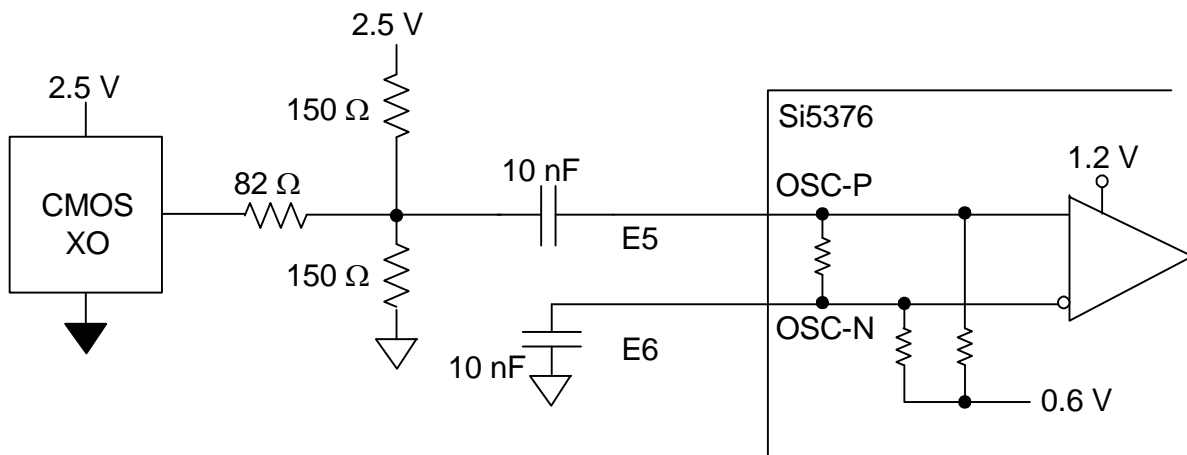 2.5 V
2.5 V
150 Ω
Si5376
10 nF
1.2 V
82 Ω
OSC-P
CMOS
XO
E5
150 Ω
OSC-N
E6
10 nF
0.6 V